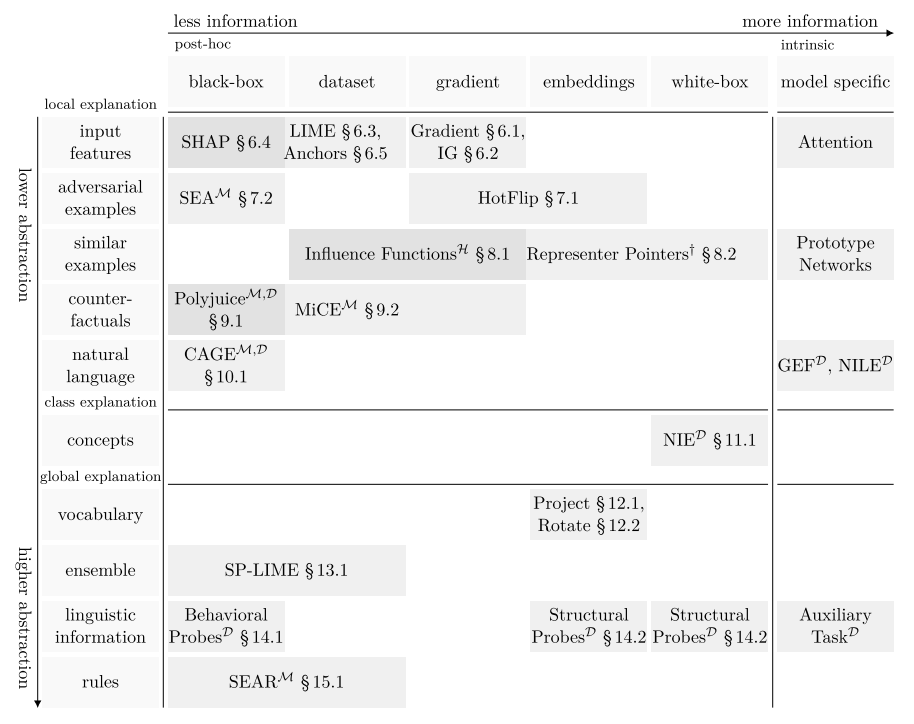 less information more information
post-hoc intrinsic
black-box dataset gradient embeddings white-box model specific
local explanation
lower abstraction
input features
SHAP § 6.4
LIME § 6.3,
Anchors § 6.5
Gradient § 6.1,
IG § 6.2
Attention
adversarial
examples
SEA^ℳ § 7.2
HotFlip § 7.1
similar
examples
Influence Functions^ℋ § 8.1
Representer Pointers† § 8.2
Prototype
Networks
counter-
factuals
Polyjuice^ℳ,𝒟
§ 9.1
MiCE^ℳ § 9.2
natural
language
CAGE^ℳ,𝒟
§ 10.1
GEF^𝒟, NILE^𝒟
class explanation
concepts
NIE^𝒟 § 11.1
global explanation
higher abstraction
vocabulary
Project § 12.1,
Rotate § 12.2
ensemble
SP-LIME § 13.1
linguistic
information
Behavioral
Probes^𝒟 § 14.1
Structural
Probes^𝒟 § 14.2
Structural
Probes^𝒟 § 14.2
Auxiliary
Task^𝒟
rules
SEAR^ℳ § 15.1